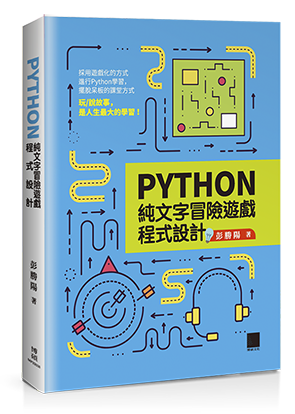 採用遊戲化的方式
進行Python學習，
擺脫呆板的課堂方式
玩/說故事，
是人生最大的學習！
PYTHON
純文字冒險遊戲
程式設計
彭勝陽 著
PYTHON
純文字冒險遊戲
程式設計
彭勝陽 著
博碩